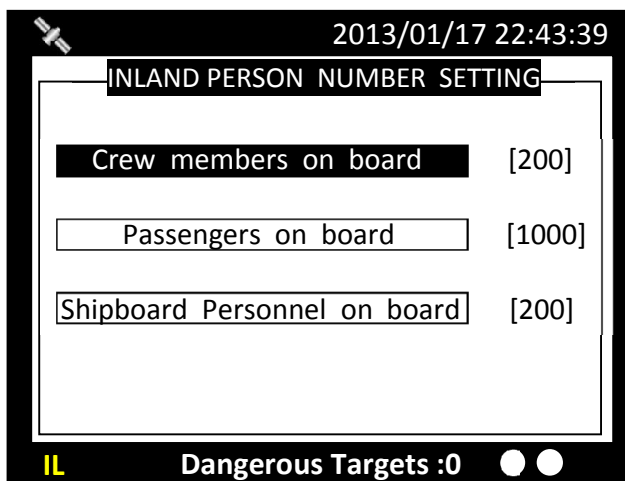 2013/01/17 22:43:39
INLAND PERSON NUMBER SETTING
Crew members on board [200]
Passengers on board [1000]
Shipboard Personnel on board [200]
IL Dangerous Targets :0